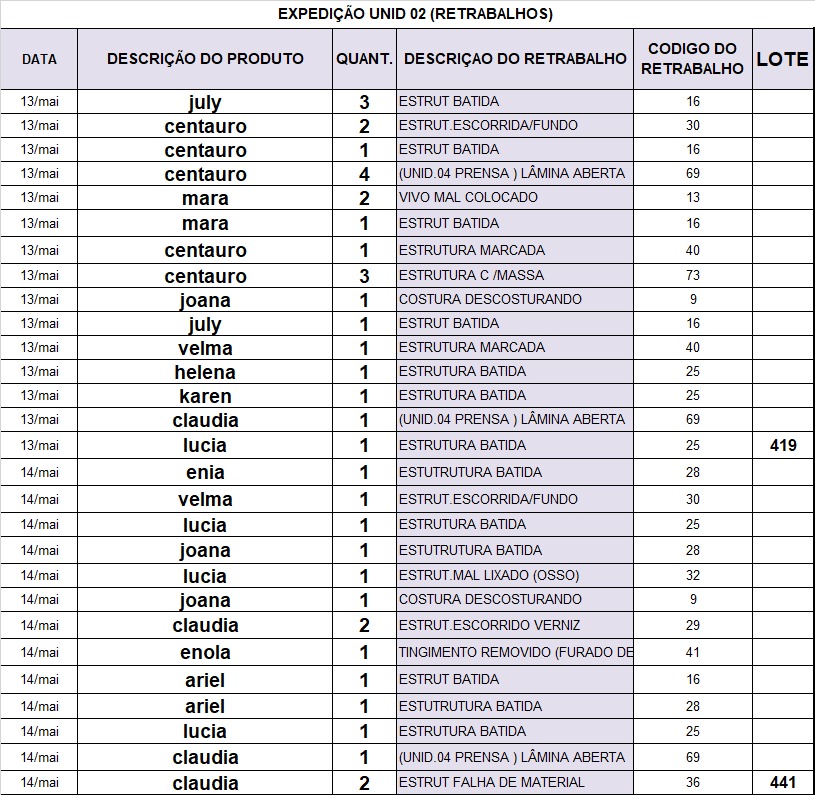 EXPEDIÇÃO UNID 02 (RETRABALHOS)
DATA DESCRIÇÃO DO PRODUTO QUANT. DESCRIÇAO DO RETRABALHO CODIGO DO RETRABALHO LOTE
13/mai july 3 ESTRUT BATIDA 16
13/mai centauro 2 ESTRUT.ESCORRIDA/FUNDO 30
13/mai centauro 1 ESTRUT BATIDA 16
13/mai centauro 4 (UNID.04 PRENSA ) LÂMINA ABERTA 69
13/mai mara 2 VIVO MAL COLOCADO 13
13/mai mara 1 ESTRUT BATIDA 16
13/mai centauro 1 ESTRUTURA MARCADA 40
13/mai centauro 3 ESTRUTURA C /MASSA 73
13/mai joana 1 COSTURA DESCOSTURANDO 9
13/mai july 1 ESTRUT BATIDA 16
13/mai velma 1 ESTRUTURA MARCADA 40
13/mai helena 1 ESTRUTURA BATIDA 25
13/mai karen 1 ESTRUTURA BATIDA 25
13/mai claudia 1 (UNID.04 PRENSA ) LÂMINA ABERTA 69
13/mai lucia 1 ESTRUTURA BATIDA 25 419
14/mai enia 1 ESTUTRUTURA BATIDA 28
14/mai velma 1 ESTRUT.ESCORRIDA/FUNDO 30
14/mai lucia 1 ESTRUTURA BATIDA 25
14/mai joana 1 ESTUTRUTURA BATIDA 28
14/mai lucia 1 ESTRUT.MAL LIXADO (OSSO) 32
14/mai joana 1 COSTURA DESCOSTURANDO 9
14/mai claudia 2 ESTRUT.ESCORRIDO VERNIZ 29
14/mai enola 1 TINGIMENTO REMOVIDO (FURADO DE 41
14/mai ariel 1 ESTRUT BATIDA 16
14/mai ariel 1 ESTUTRUTURA BATIDA 28
14/mai lucia 1 ESTRUTURA BATIDA 25
14/mai claudia 1 (UNID.04 PRENSA ) LÂMINA ABERTA 69
14/mai claudia 2 ESTRUT FALHA DE MATERIAL 36 441